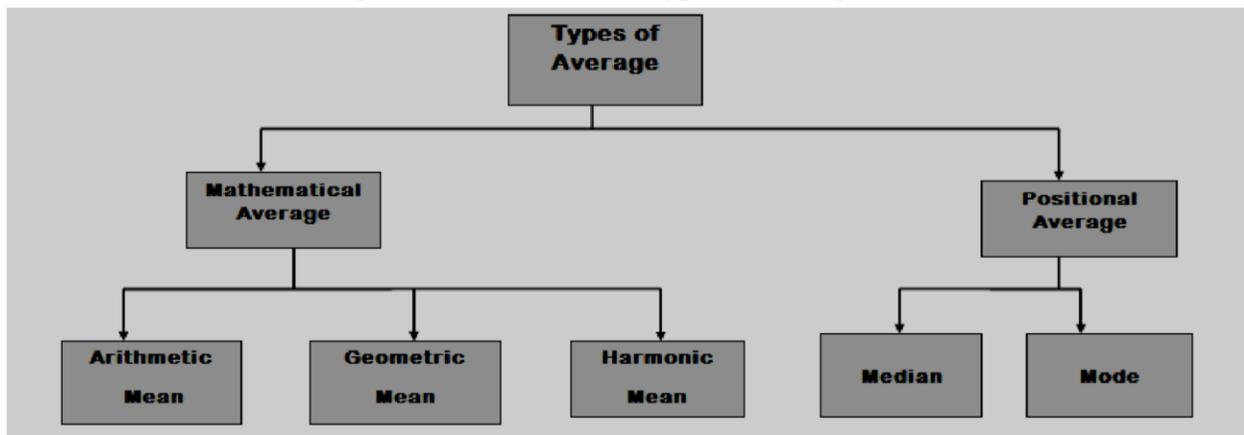 Types of
Average
Mathematical
Average
Positional
Average
Arithmetic
Mean
Geometric
Mean
Harmonic
Mean
Median
Mode